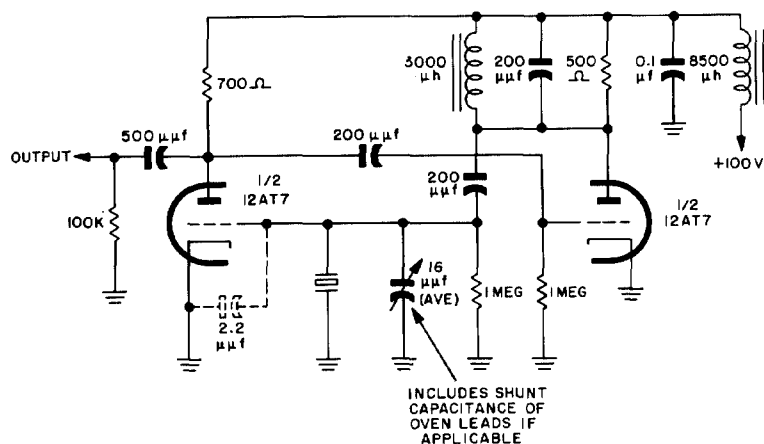 700 Ω
3000
μh
200
μμf
500
Ω
0.1
μf
8500
μh
500 μμf
200
μμf
OUTPUT
+100V
200
μμf
1/2
12AT7
1/2
12AT7
100K
16
μμf
(AVE)
1 MEG
1 MEG
2.2
μμf
INCLUDES SHUNT
CAPACITANCE OF
OVEN LEADS IF
APPLICABLE